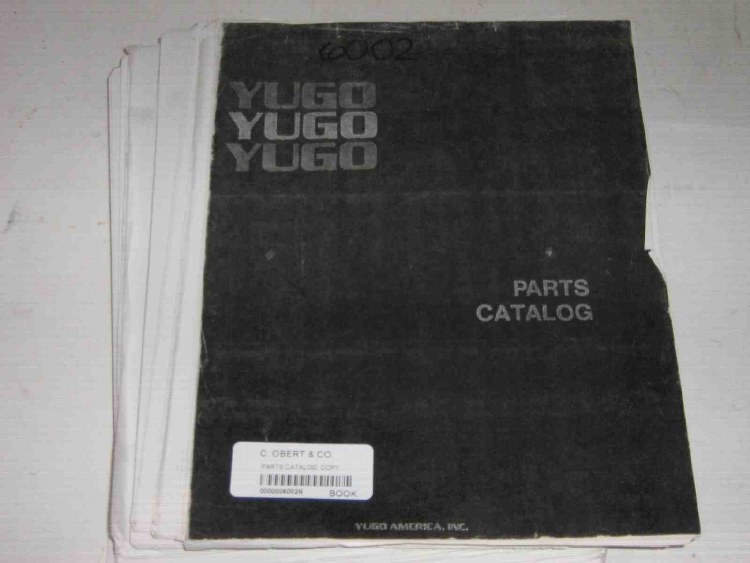 6002
YUGO
YUGO
YUGO
PARTS
CATALOG
C. OBERT & CO.
PARTS CATALOG, COPY
BOOK
YUGO AMERICA, INC.